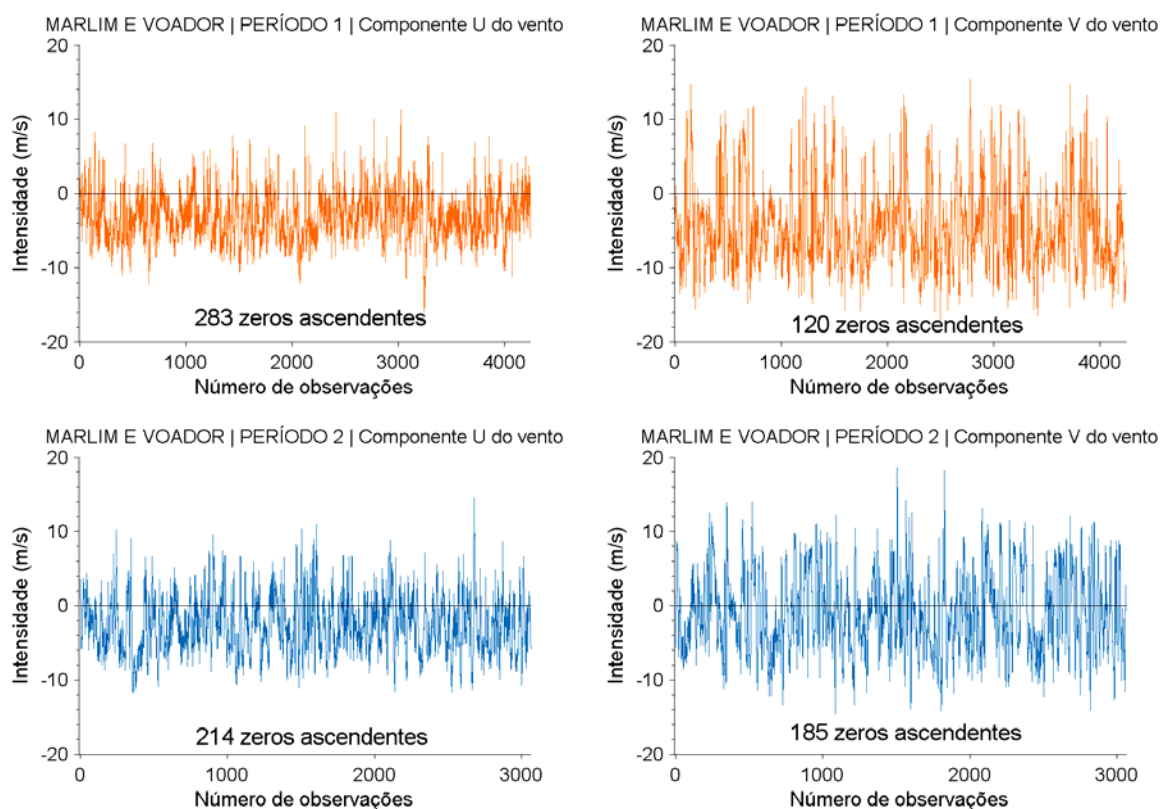 MARLIM E VOADOR | PERÍODO 1 | Componente U do vento
20
10
0
-10
-20
Intensidade (m/s)
283 zeros ascendentes
0 1000 2000 3000 4000
Número de observações
MARLIM E VOADOR | PERÍODO 1 | Componente V do vento
20
10
0
-10
-20
Intensidade (m/s)
120 zeros ascendentes
0 1000 2000 3000 4000
Número de observações
MARLIM E VOADOR | PERÍODO 2 | Componente U do vento
20
10
0
-10
-20
Intensidade (m/s)
214 zeros ascendentes
0 1000 2000 3000
Número de observações
MARLIM E VOADOR | PERÍODO 2 | Componente V do vento
20
10
0
-10
-20
Intensidade (m/s)
185 zeros ascendentes
0 1000 2000 3000
Número de observações